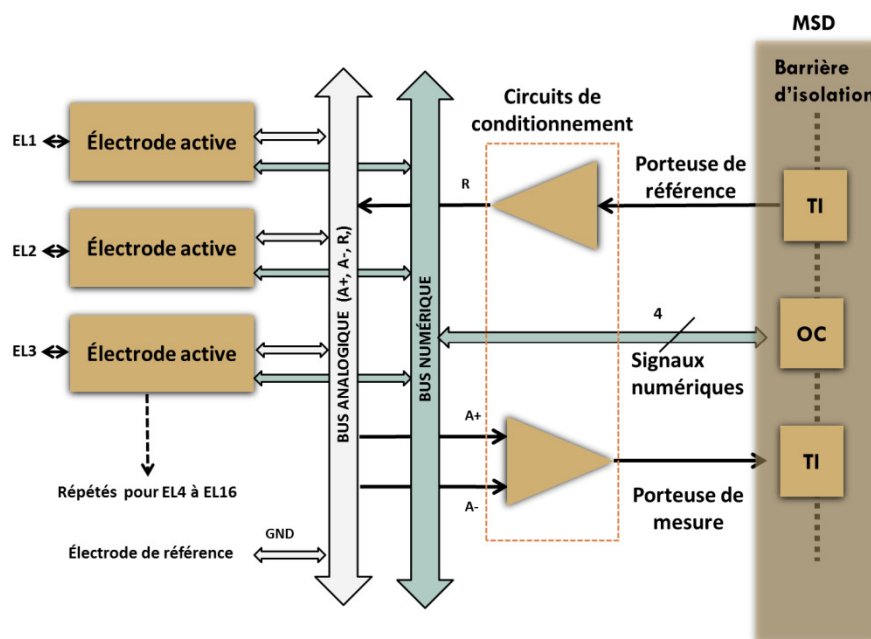 MSD
Barrière
d'isolation
Circuits de
conditionnement
EL1
Électrode active
R
Porteuse de
référence
TI
EL2
Électrode active
BUS ANALOGIQUE (A+, A-, R,)
BUS NUMÉRIQUE
4
OC
EL3
Électrode active
Signaux
numériques
A+
TI
Répétés pour EL4 à EL16
A-
Porteuse de
mesure
GND
Électrode de référence